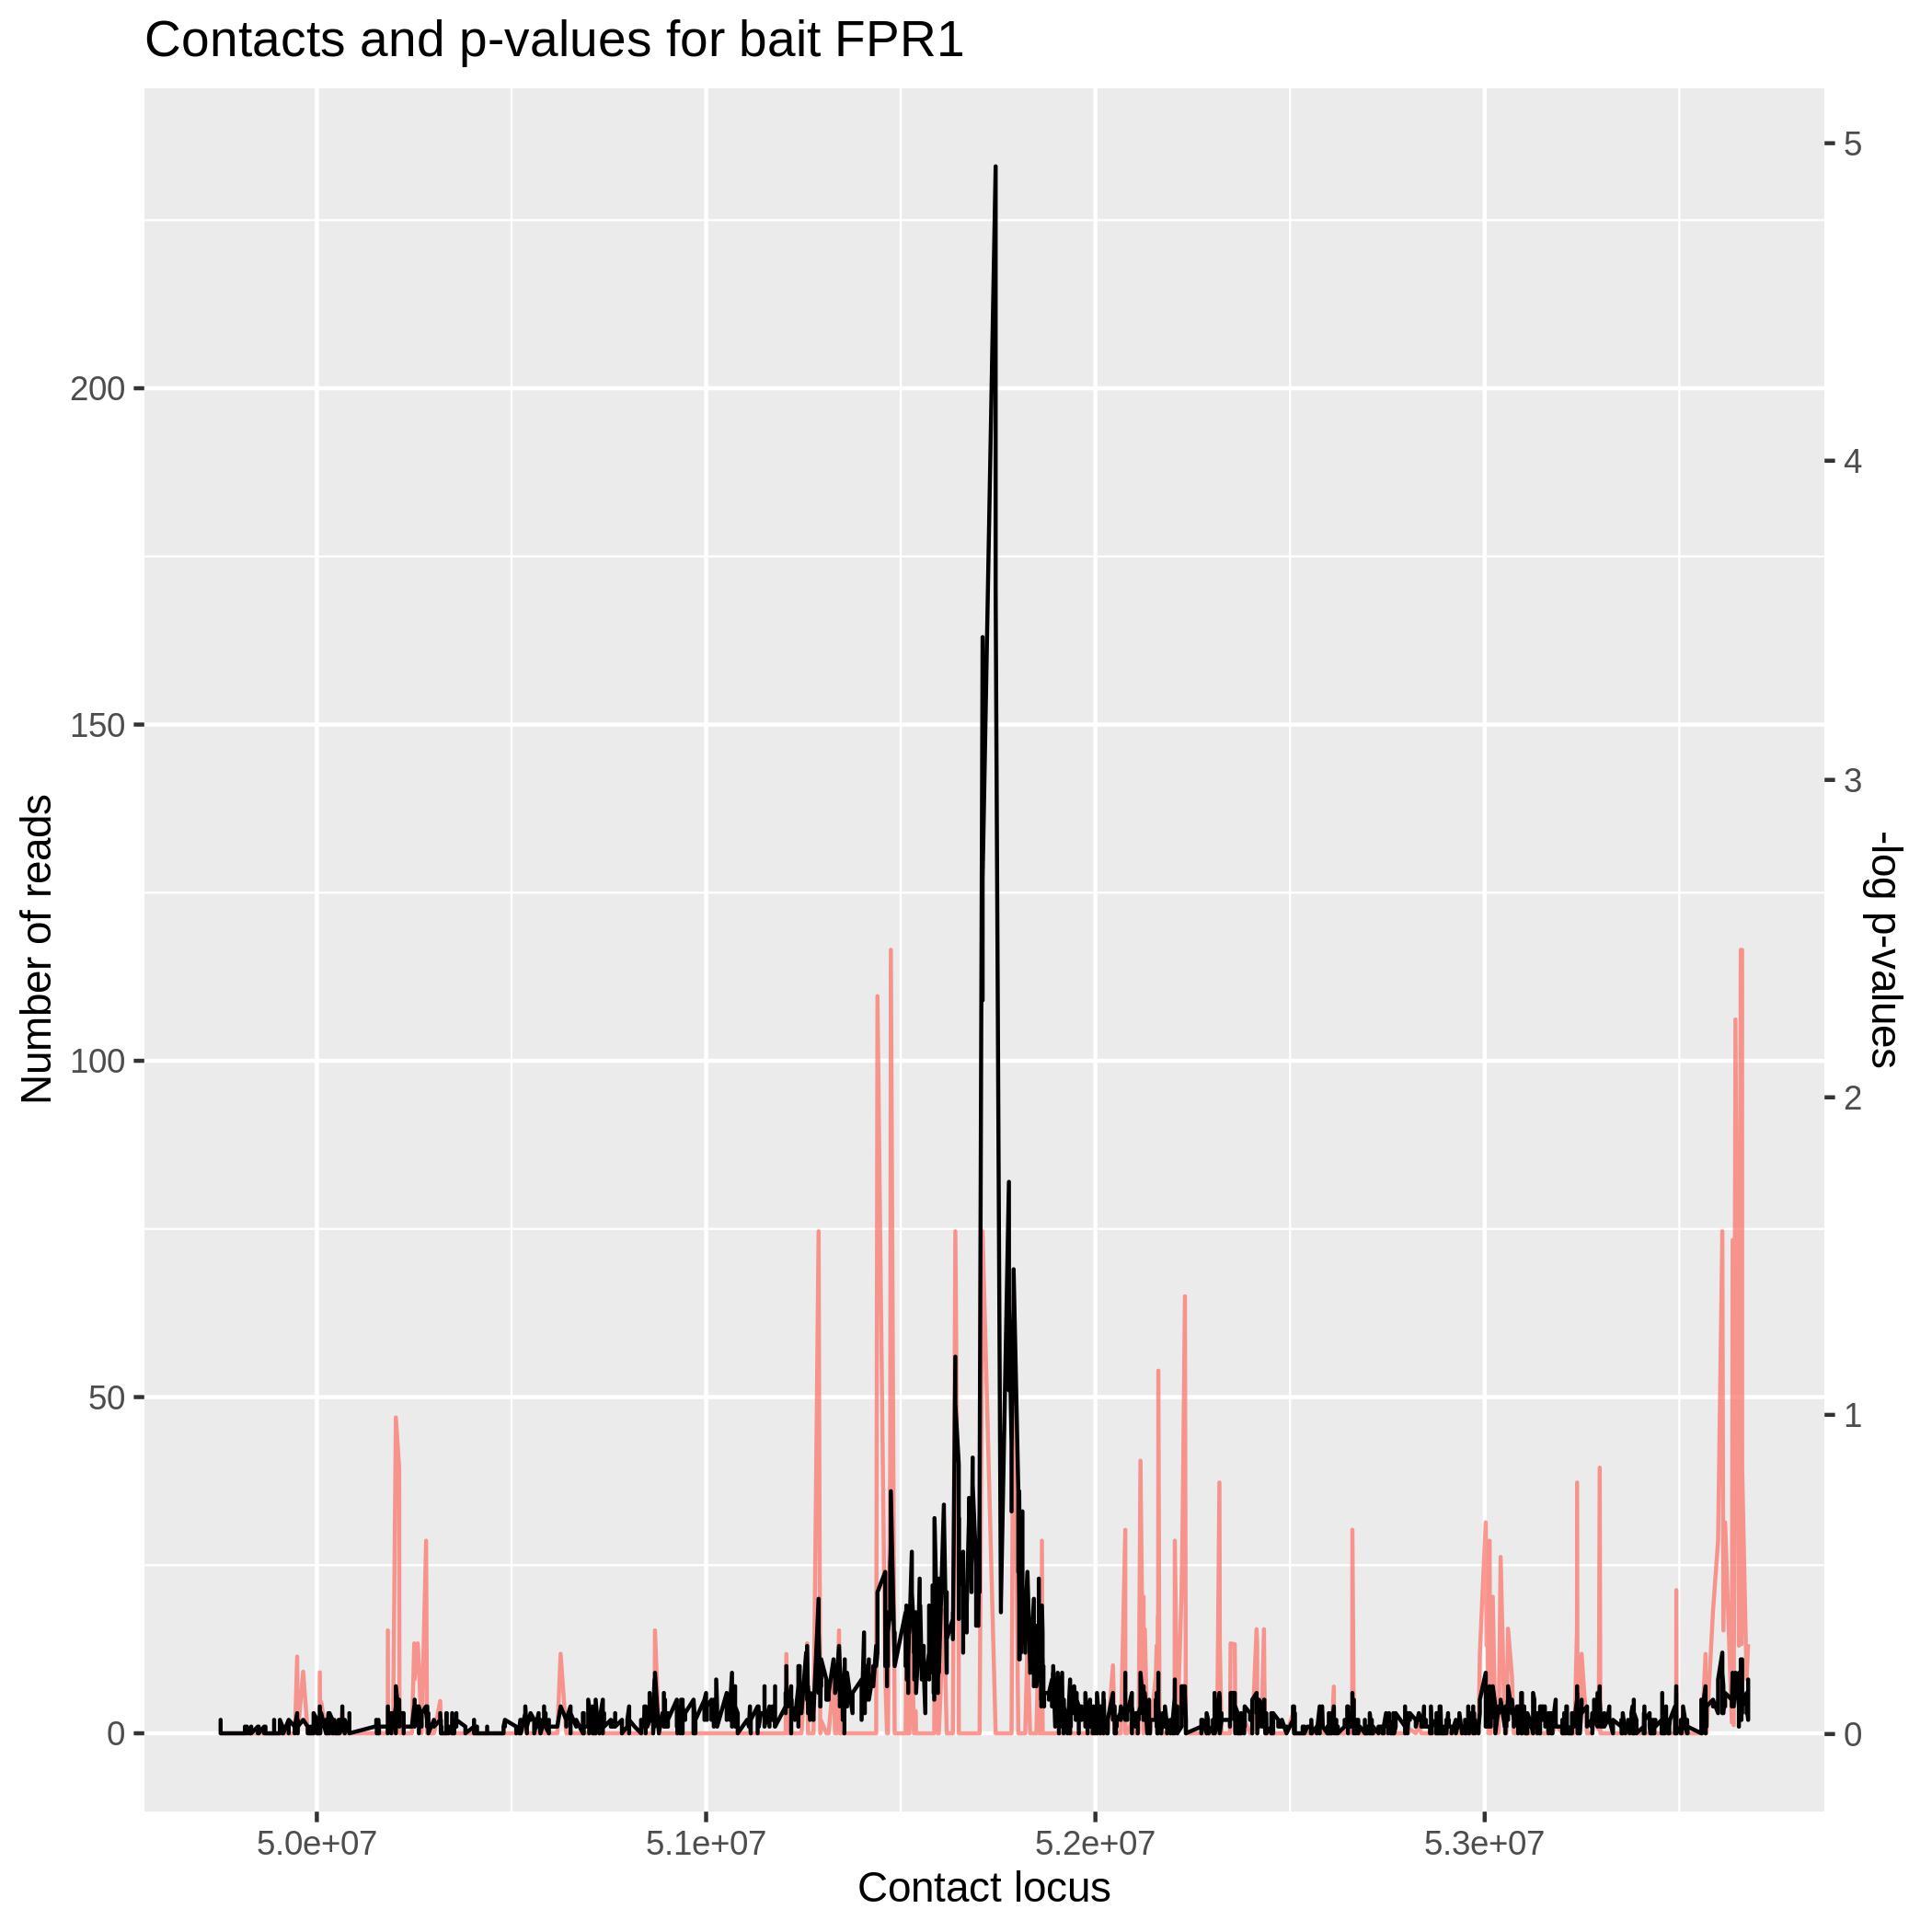 Contacts and p-values for bait FPR1
Number of reads
200
150
100
50
0
5
4
3
2
1
0
-log p-values
5.0e+07
5.1e+07
5.2e+07
5.3e+07
Contact locus